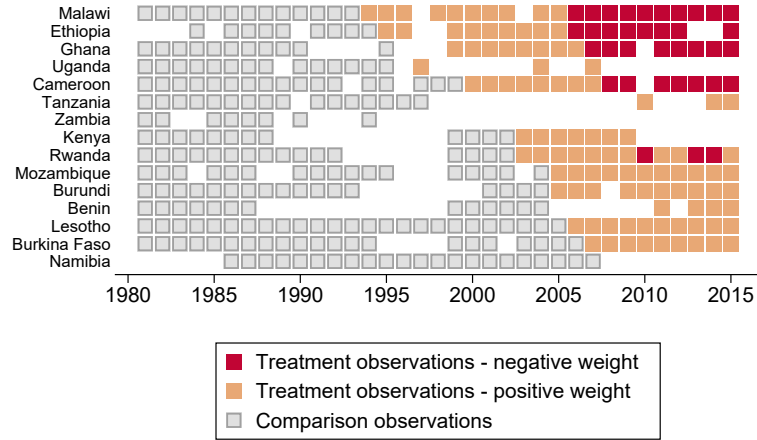 Malawi
Ethiopia
Ghana
Uganda
Cameroon
Tanzania
Zambia
Kenya
Rwanda
Mozambique
Burundi
Benin
Lesotho
Burkina Faso
Namibia
1980 1985 1990 1995 2000 2005 2010 2015
Treatment observations - negative weight
Treatment observations - positive weight
Comparison observations